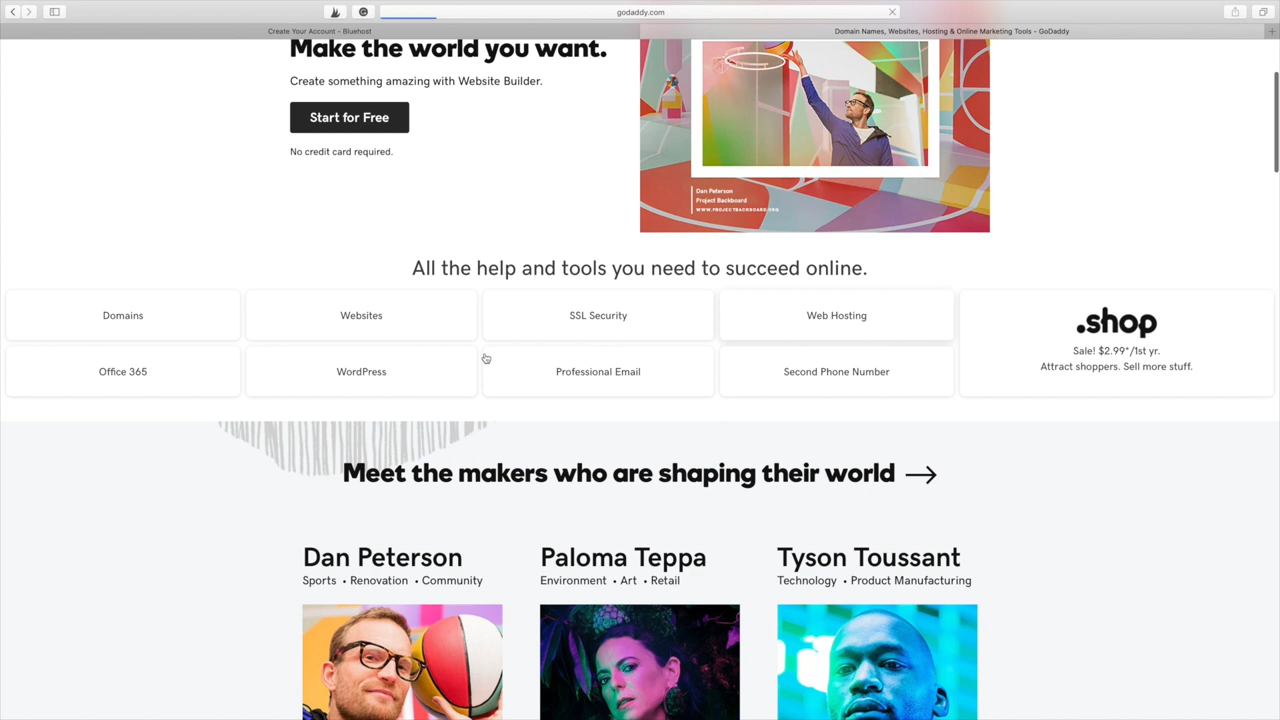 godaddy.com
Create Your Account - Bluehost
Domain Names, Websites, Hosting & Online Marketing Tools - GoDaddy
Make the world you want.
Create something amazing with Website Builder.
Start for Free
No credit card required.
Dan Peterson
Project Backboard
WWW.PROJECTBACKBOARD.ORG
All the help and tools you need to succeed online.
Domains
Websites
SSL Security
Web Hosting
Office 365
WordPress
Professional Email
Second Phone Number
.shop
Sale! $2.99*/1st yr.
Attract shoppers. Sell more stuff.
Meet the makers who are shaping their world →
Dan Peterson
Sports • Renovation • Community
Paloma Teppa
Environment • Art • Retail
Tyson Toussant
Technology • Product Manufacturing